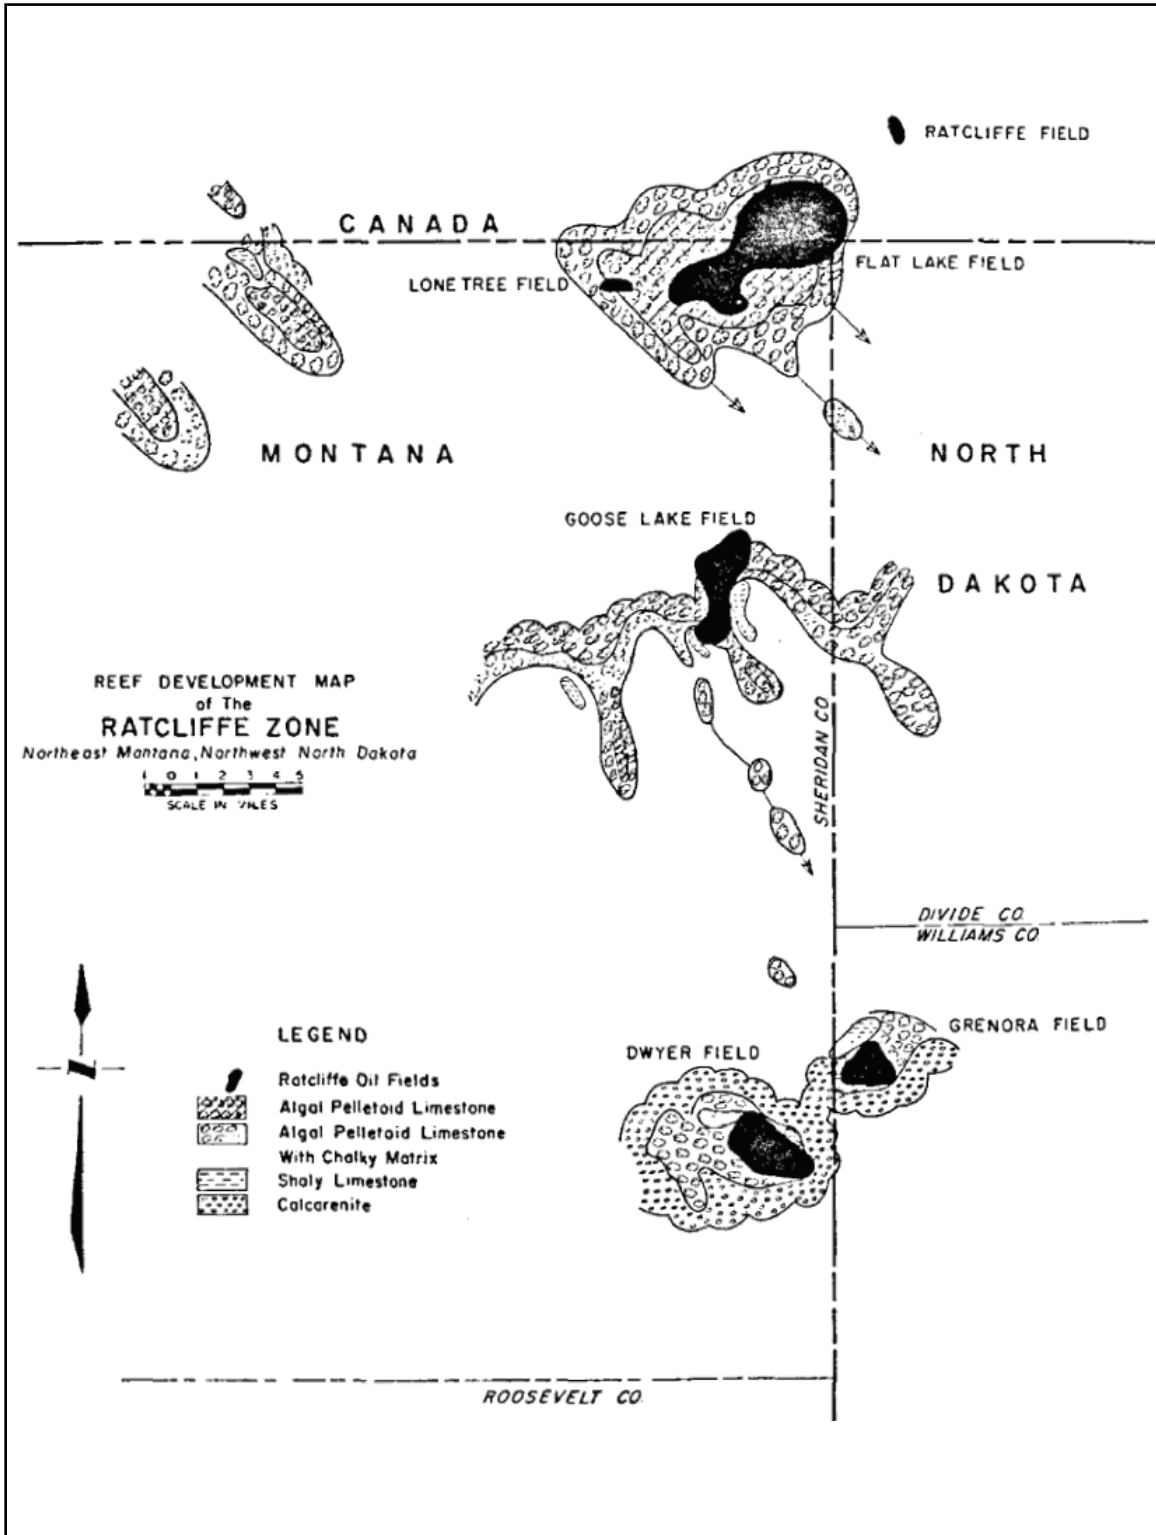 RATCLIFFE FIELD
CANADA
FLAT LAKE FIELD
LONE TREE FIELD
MONTANA
NORTH
GOOSE LAKE FIELD
DAKOTA
REEF DEVELOPMENT MAP
of The
RATCLIFFE ZONE
Northeast Montana, Northwest North Dakota
1 0 1 2 3 4 5
SCALE IN MILES
SHERIDAN CO.
DIVIDE CO.
WILLIAMS CO.
GRENORA FIELD
DWYER FIELD
N
LEGEND
Ratcliffe Oil Fields
Algal Pelletoid Limestone
Algal Pelletoid Limestone
With Chalky Matrix
Shaly Limestone
Calcarenite
ROOSEVELT CO.